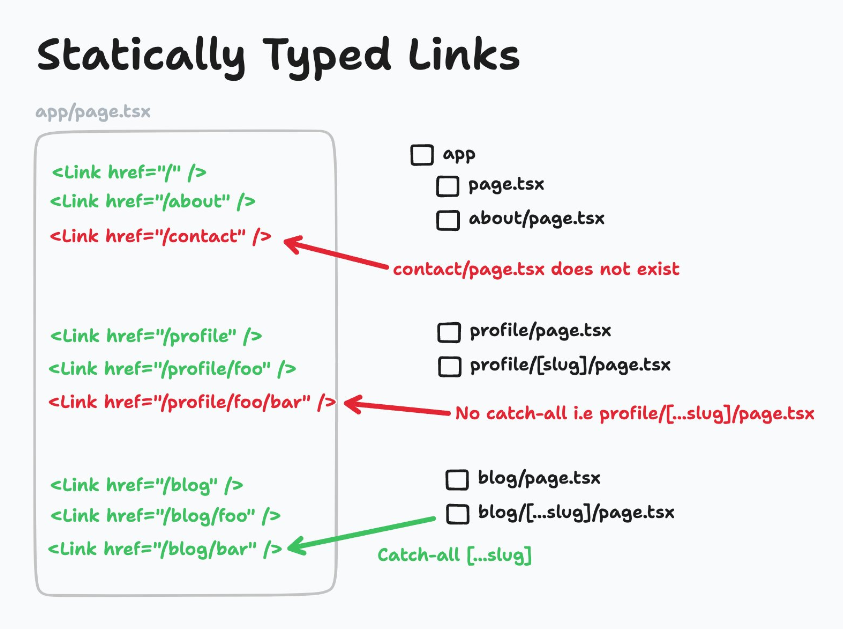 Statically Typed Links
app/page.tsx
<Link href="/" />
<Link href="/about" />
<Link href="/contact" />
<Link href="/profile" />
<Link href="/profile/foo" />
<Link href="/profile/foo/bar" />
<Link href="/blog" />
<Link href="/blog/foo" />
<Link href="/blog/bar" />
app
page.tsx
about/page.tsx
contact/page.tsx does not exist
profile/page.tsx
profile/[slug]/page.tsx
No catch-all i.e profile/[...slug]/page.tsx
blog/page.tsx
blog/[...slug]/page.tsx
Catch-all [...slug]